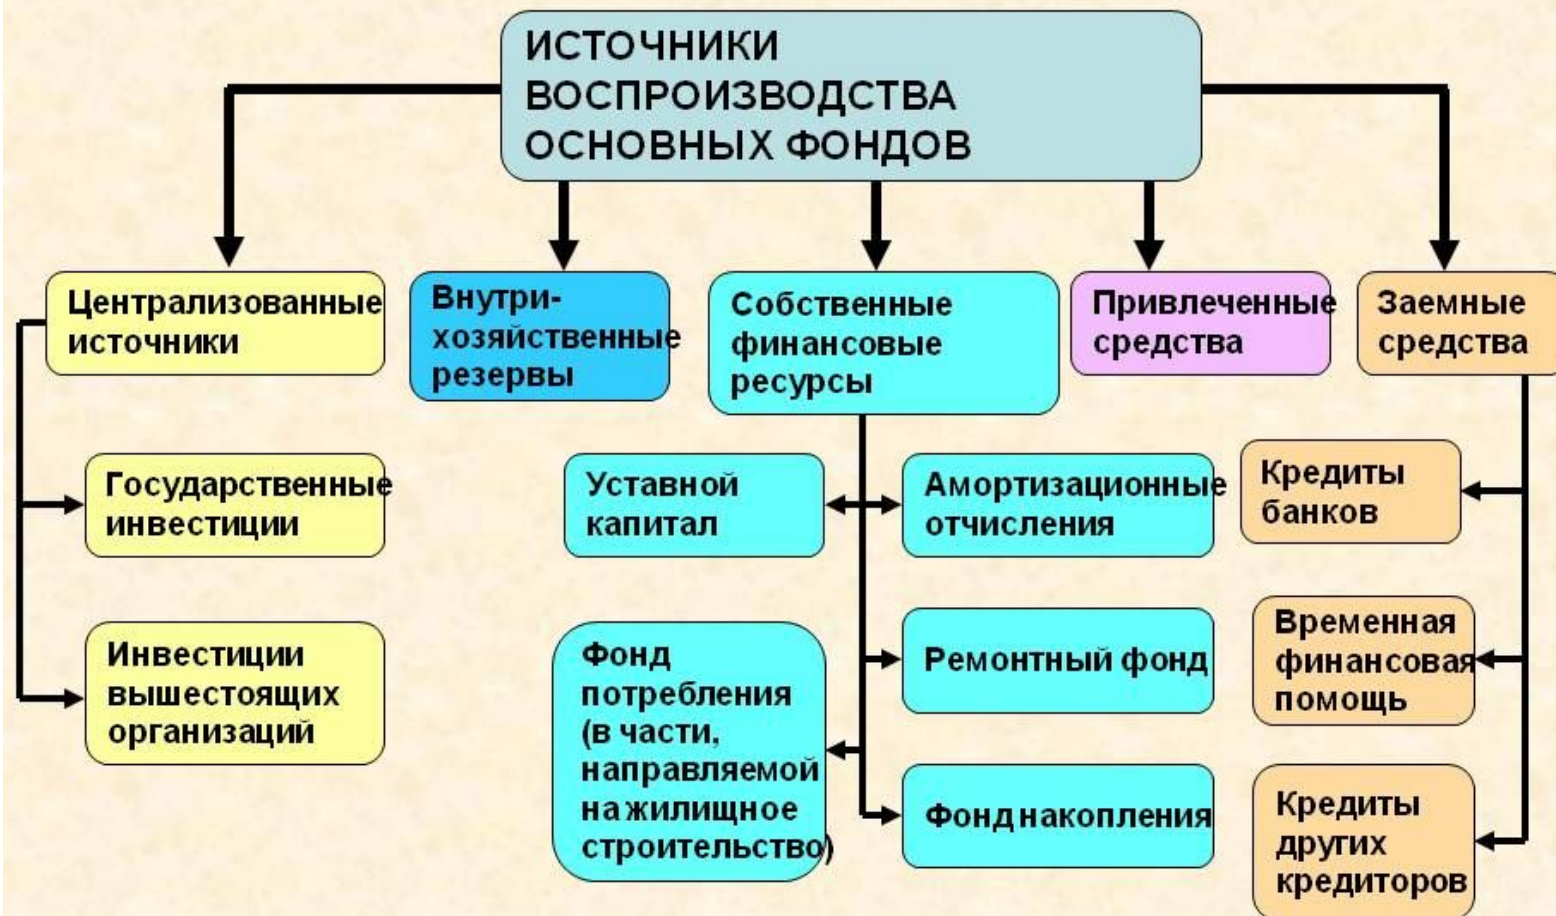 ИСТОЧНИКИ
ВОСПРОИЗВОДСТВА
ОСНОВНЫХ ФОНДОВ
Централизованные
источники
Внутри-
хозяйственные
резервы
Собственные
финансовые
ресурсы
Привлеченные
средства
Заемные
средства
Государственные
инвестиции
Уставной
капитал
Амортизационные
отчисления
Кредиты
банков
Инвестиции
вышестоящих
организаций
Фонд
потребления
(в части,
направляемой
на жилищное
строительство)
Ремонтный фонд
Временная
финансовая
помощь
Фонд накопления
Кредиты
других
кредиторов